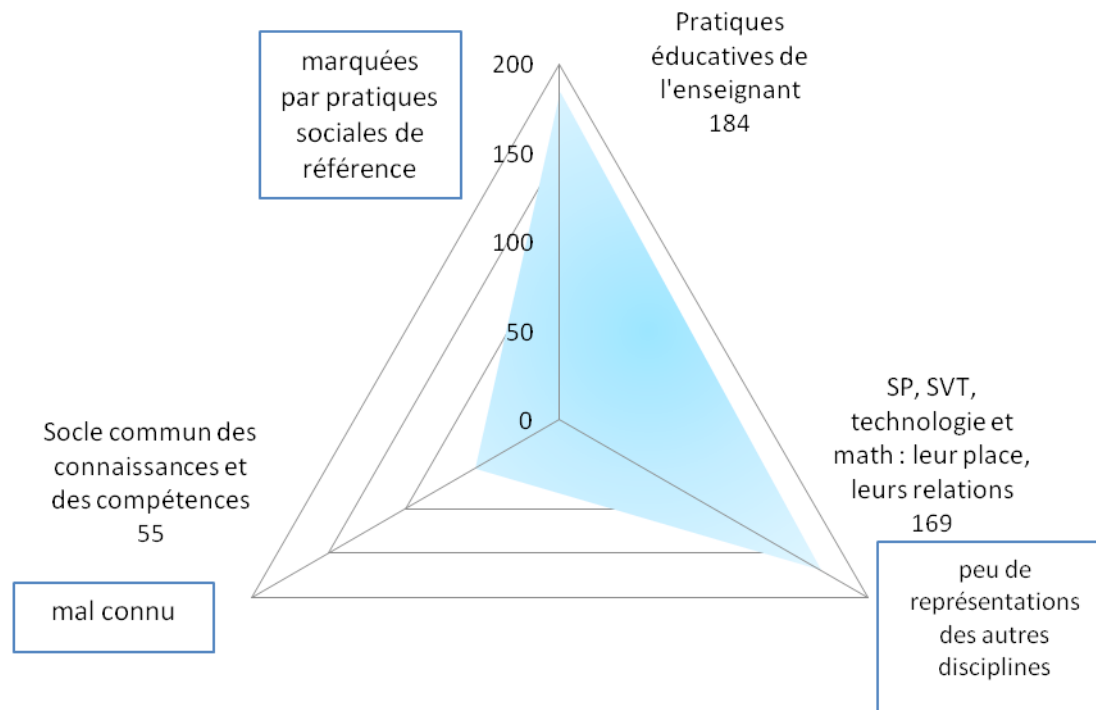 marquées
par pratiques
sociales de
référence
Pratiques
éducatives de
l'enseignant
184
200
150
100
50
0
SP, SVT,
technologie et
math : leur place,
leurs relations
169
peu de
représentations
des autres
disciplines
Socle commun des
connaissances et
des compétences
55
mal connu